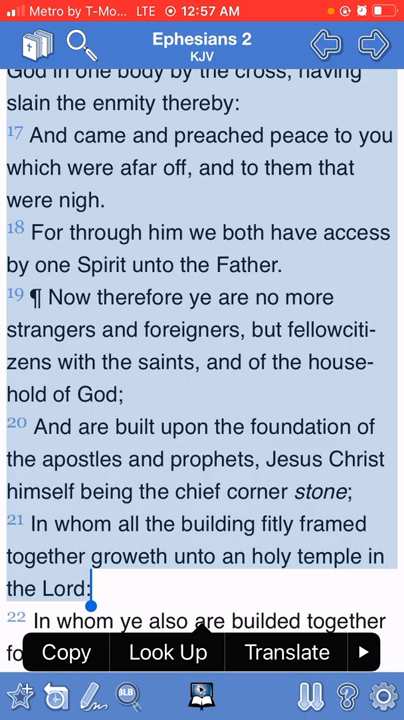 Metro by T-Mo... LTE 12:57 AM
Ephesians 2
KJV
God in one body by the cross, having
slain the enmity thereby:
17 And came and preached peace to you
which were afar off, and to them that
were nigh.
18 For through him we both have access
by one Spirit unto the Father.
19 ¶ Now therefore ye are no more
strangers and foreigners, but fellowciti-
zens with the saints, and of the house-
hold of God;
20 And are built upon the foundation of
the apostles and prophets, Jesus Christ
himself being the chief corner stone;
21 In whom all the building fitly framed
together groweth unto an holy temple in
the Lord:
22 In whom ye also are builded together
fo
Copy Look Up Translate
BLB